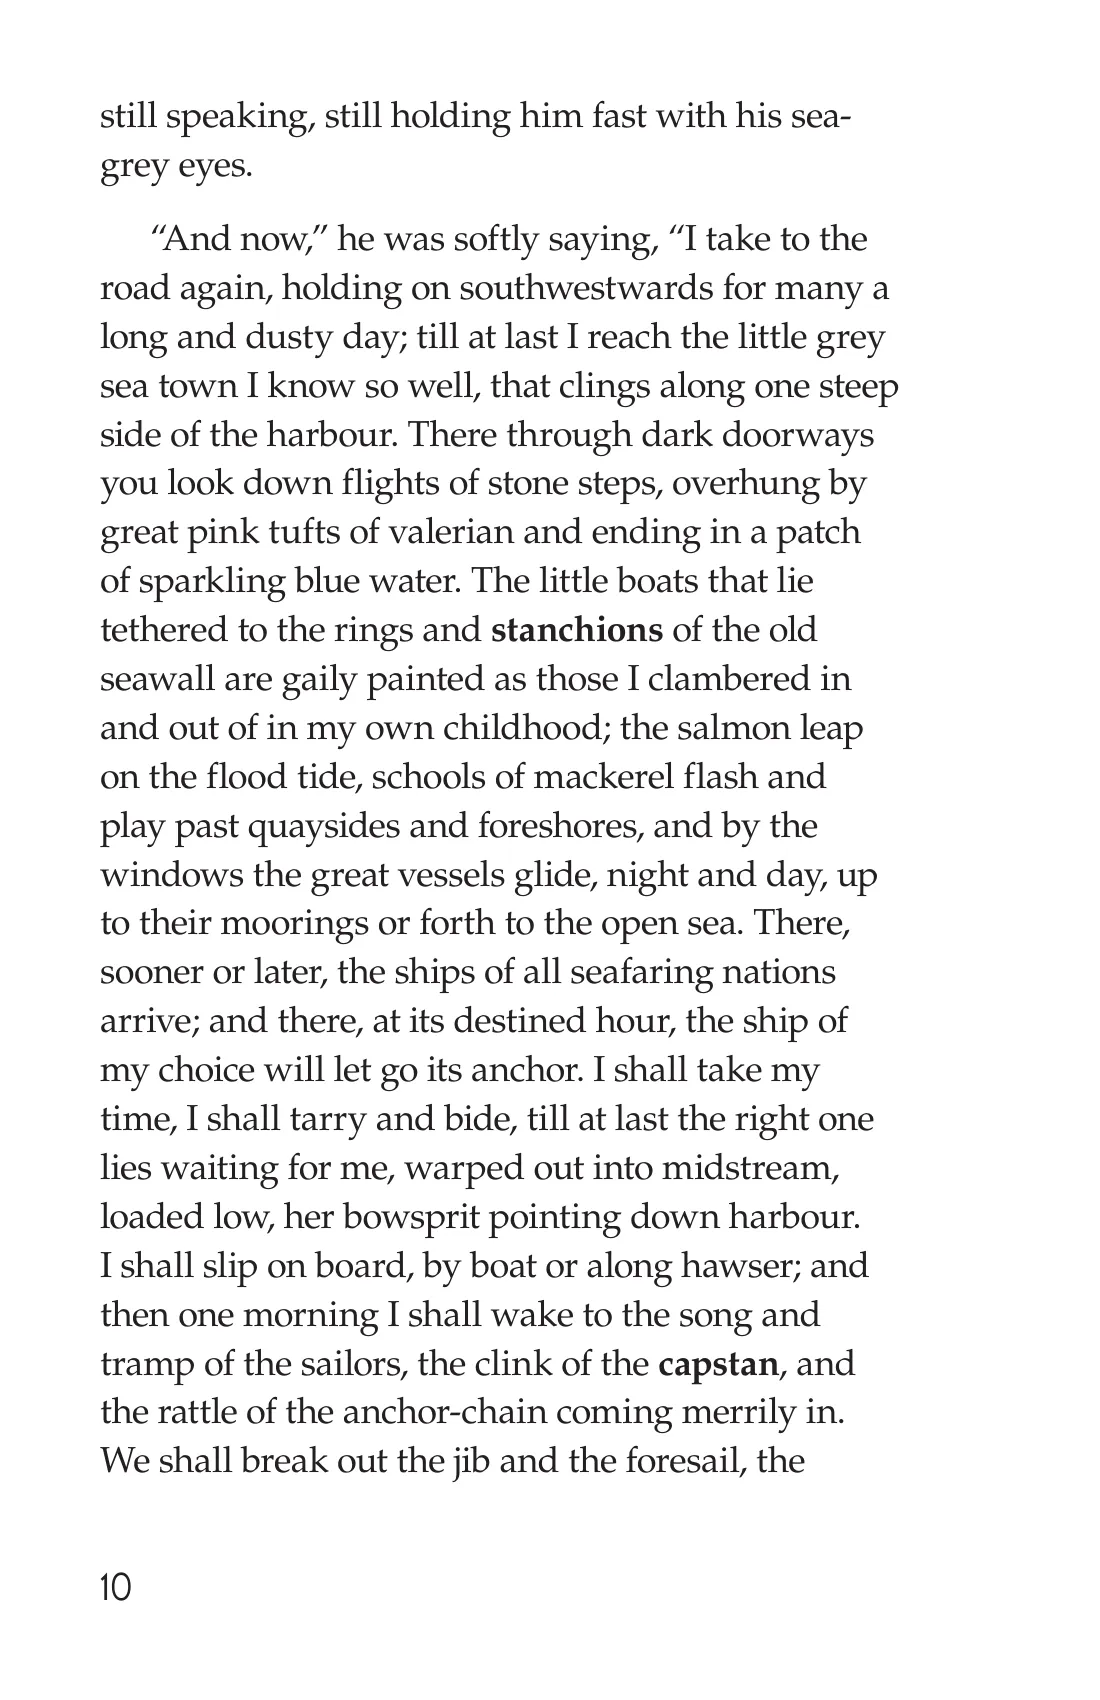 still speaking, still holding him fast with his sea-
grey eyes.
“And now,” he was softly saying, “I take to the
road again, holding on southwestwards for many a
long and dusty day; till at last I reach the little grey
sea town I know so well, that clings along one steep
side of the harbour. There through dark doorways
you look down flights of stone steps, overhung by
great pink tufts of valerian and ending in a patch
of sparkling blue water. The little boats that lie
tethered to the rings and stanchions of the old
seawall are gaily painted as those I clambered in
and out of in my own childhood; the salmon leap
on the flood tide, schools of mackerel flash and
play past quaysides and foreshores, and by the
windows the great vessels glide, night and day, up
to their moorings or forth to the open sea. There,
sooner or later, the ships of all seafaring nations
arrive; and there, at its destined hour, the ship of
my choice will let go its anchor. I shall take my
time, I shall tarry and bide, till at last the right one
lies waiting for me, warped out into midstream,
loaded low, her bowsprit pointing down harbour.
I shall slip on board, by boat or along hawser; and
then one morning I shall wake to the song and
tramp of the sailors, the clink of the capstan, and
the rattle of the anchor-chain coming merrily in.
We shall break out the jib and the foresail, the
10